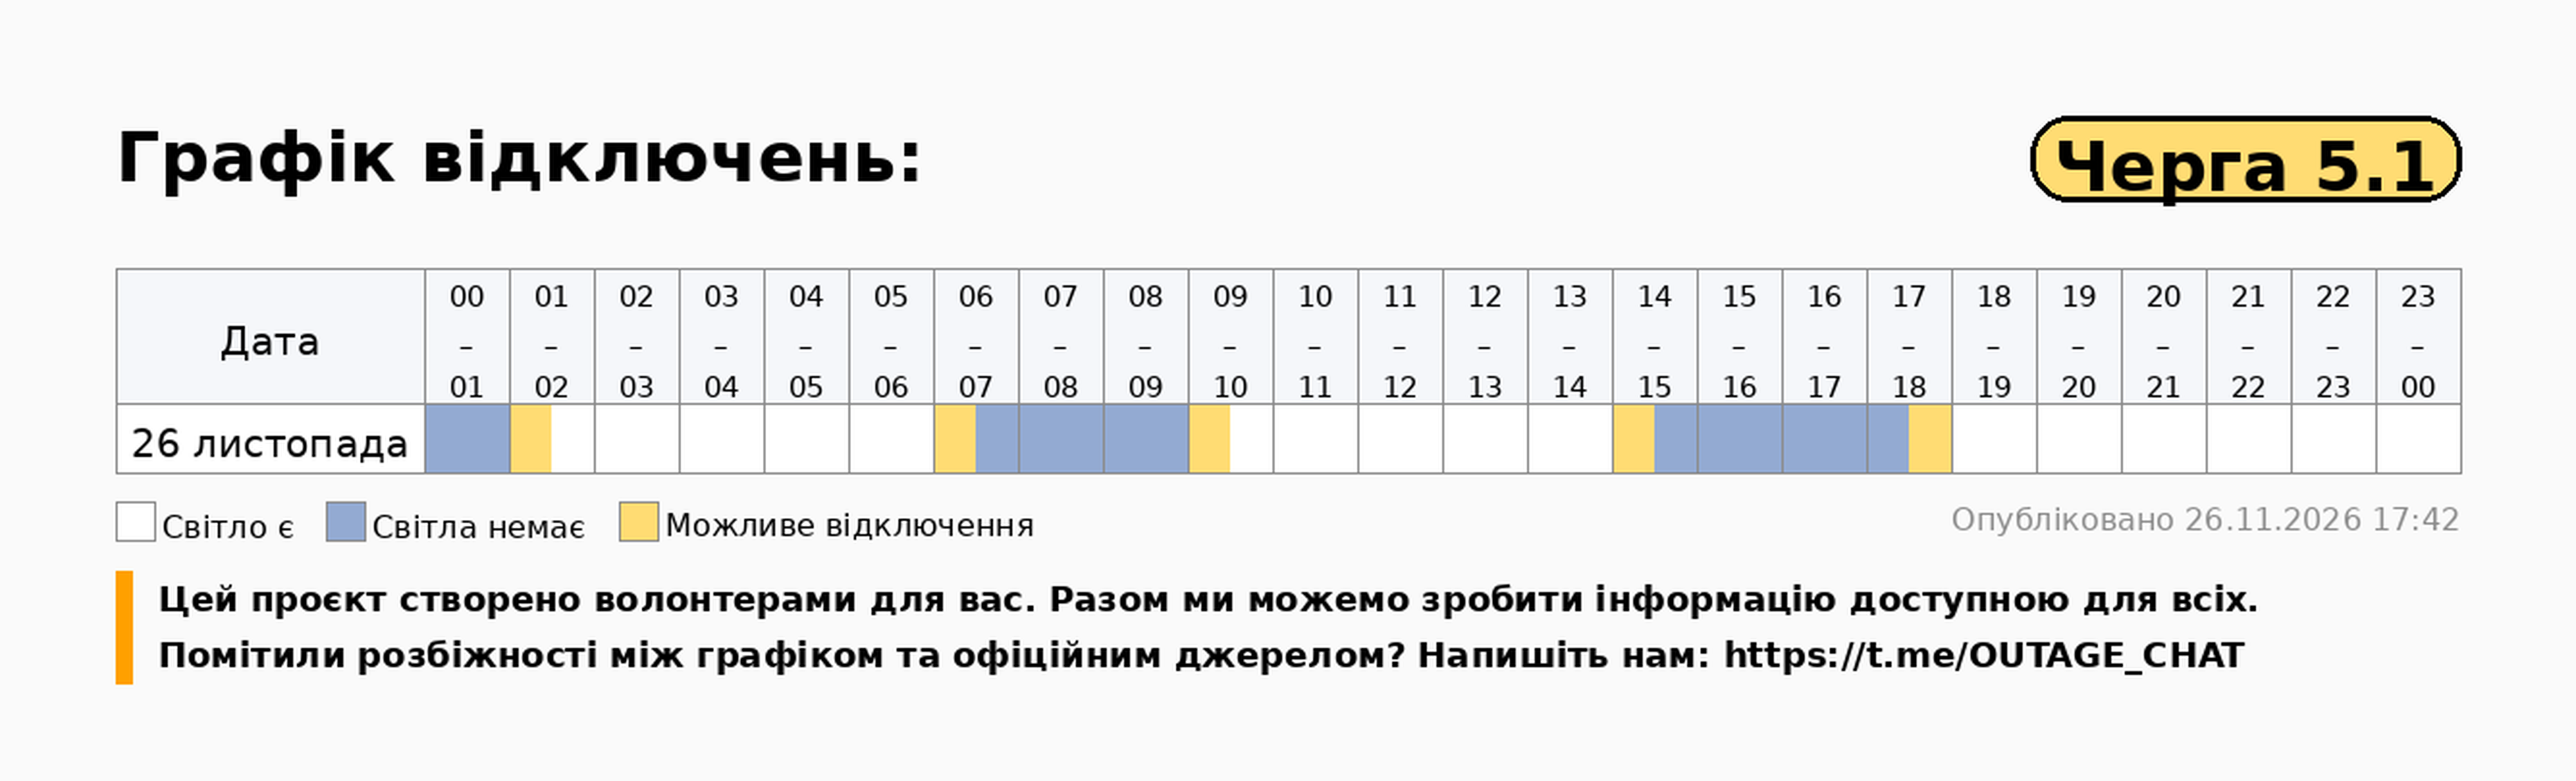 Графік відключень:
Черга 5.1
Дата
00 – 01
01 – 02
02 – 03
03 – 04
04 – 05
05 – 06
06 – 07
07 – 08
08 – 09
09 – 10
10 – 11
11 – 12
12 – 13
13 – 14
14 – 15
15 – 16
16 – 17
17 – 18
18 – 19
19 – 20
20 – 21
21 – 22
22 – 23
23 – 00
26 листопада
Світло є
Світла немає
Можливе відключення
Опубліковано 26.11.2026 17:42
Цей проєкт створено волонтерами для вас. Разом ми можемо зробити інформацію доступною для всіх.
Помітили розбіжності між графіком та офіційним джерелом? Напишіть нам: https://t.me/OUTAGE_CHAT